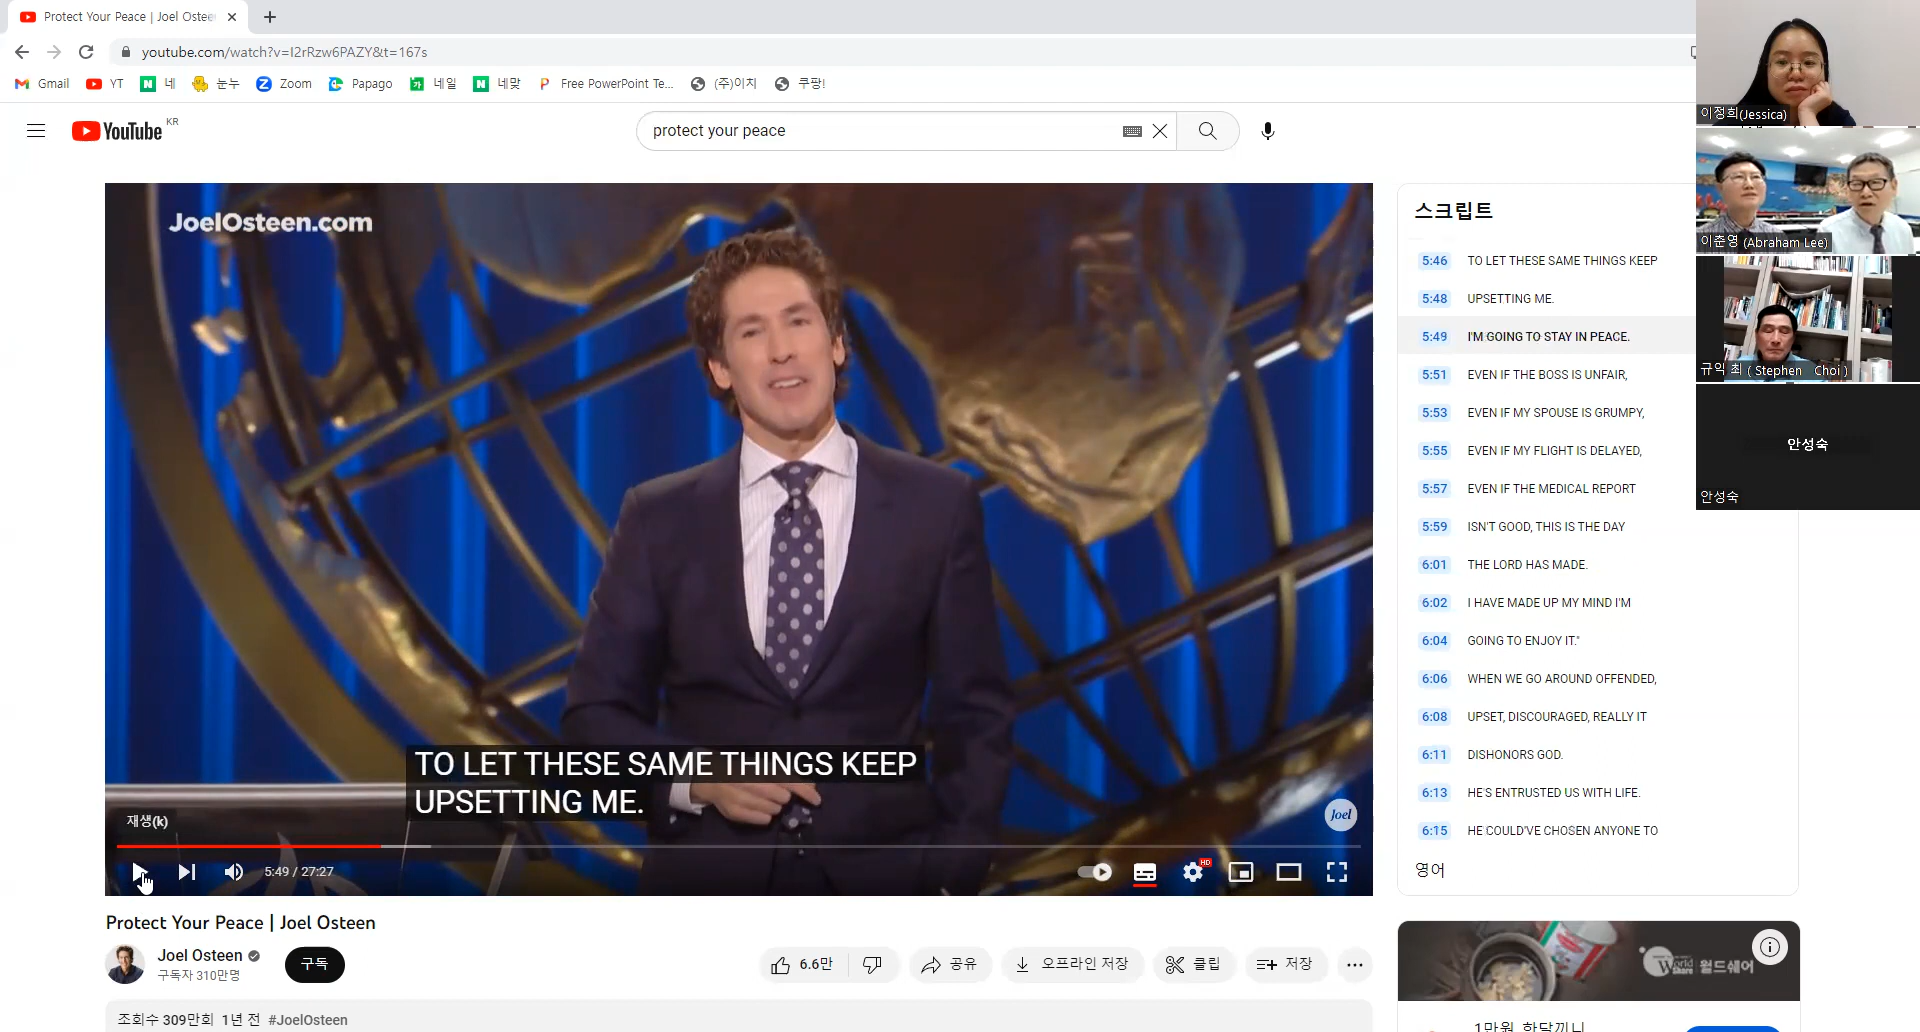 Protect Your Peace | Joel Ostee
youtube.com/watch?v=I2rRzw6PAZY&t=167s
Gmail
YT
네
눈누
Zoom
Papago
네일
네맞
Free PowerPoint Te...
(주)이치
쿠팡!
YouTube KR
protect your peace
JoelOsteen.com
TO LET THESE SAME THINGS KEEP
UPSETTING ME.
Joel
재생(k)
5:49 / 27:27
HD
Protect Your Peace | Joel Osteen
Joel Osteen
구독자 310만명
구독
6.6만
공유
오프라인 저장
클립
저장
조회수 309만회 1년 전 #JoelOsteen
스크립트
5:46 TO LET THESE SAME THINGS KEEP
5:48 UPSETTING ME.
5:49 I'M GOING TO STAY IN PEACE.
5:51 EVEN IF THE BOSS IS UNFAIR,
5:53 EVEN IF MY SPOUSE IS GRUMPY,
5:55 EVEN IF MY FLIGHT IS DELAYED,
5:57 EVEN IF THE MEDICAL REPORT
5:59 ISN'T GOOD, THIS IS THE DAY
6:01 THE LORD HAS MADE.
6:02 I HAVE MADE UP MY MIND I'M
6:04 GOING TO ENJOY IT."
6:06 WHEN WE GO AROUND OFFENDED,
6:08 UPSET, DISCOURAGED, REALLY IT
6:11 DISHONORS GOD.
6:13 HE'S ENTRUSTED US WITH LIFE.
6:15 HE COULD'VE CHOSEN ANYONE TO
영어
World Share 월드쉐어
1만원 한달끼니
이정희(Jessica)
이춘영 (Abraham Lee)
규익 최 ( Stephen Choi )
안성숙
안성숙